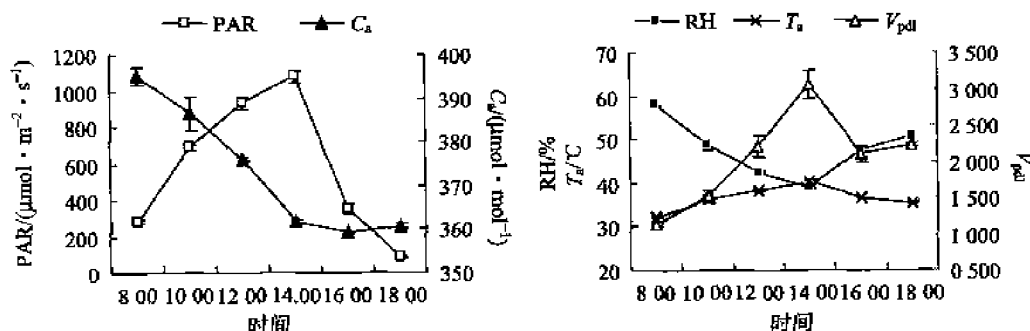 PAR Cₐ
1200
1000
800
600
400
200
0
PAR/(μmol·m⁻²·s⁻¹)
400
390
380
370
360
350
Cₐ/(μmol·mol⁻¹)
8 00 10 00 12 00 14.00 16 00 18 00
时间
RH Tₐ V_pdl
70
60
50
40
30
20
RH/%
Tₐ/℃
3 500
3 000
2 500
2 000
1 500
1 000
0 500
V_pdl
8 00 10 00 12 00 14 00 16 00 18 00
时间